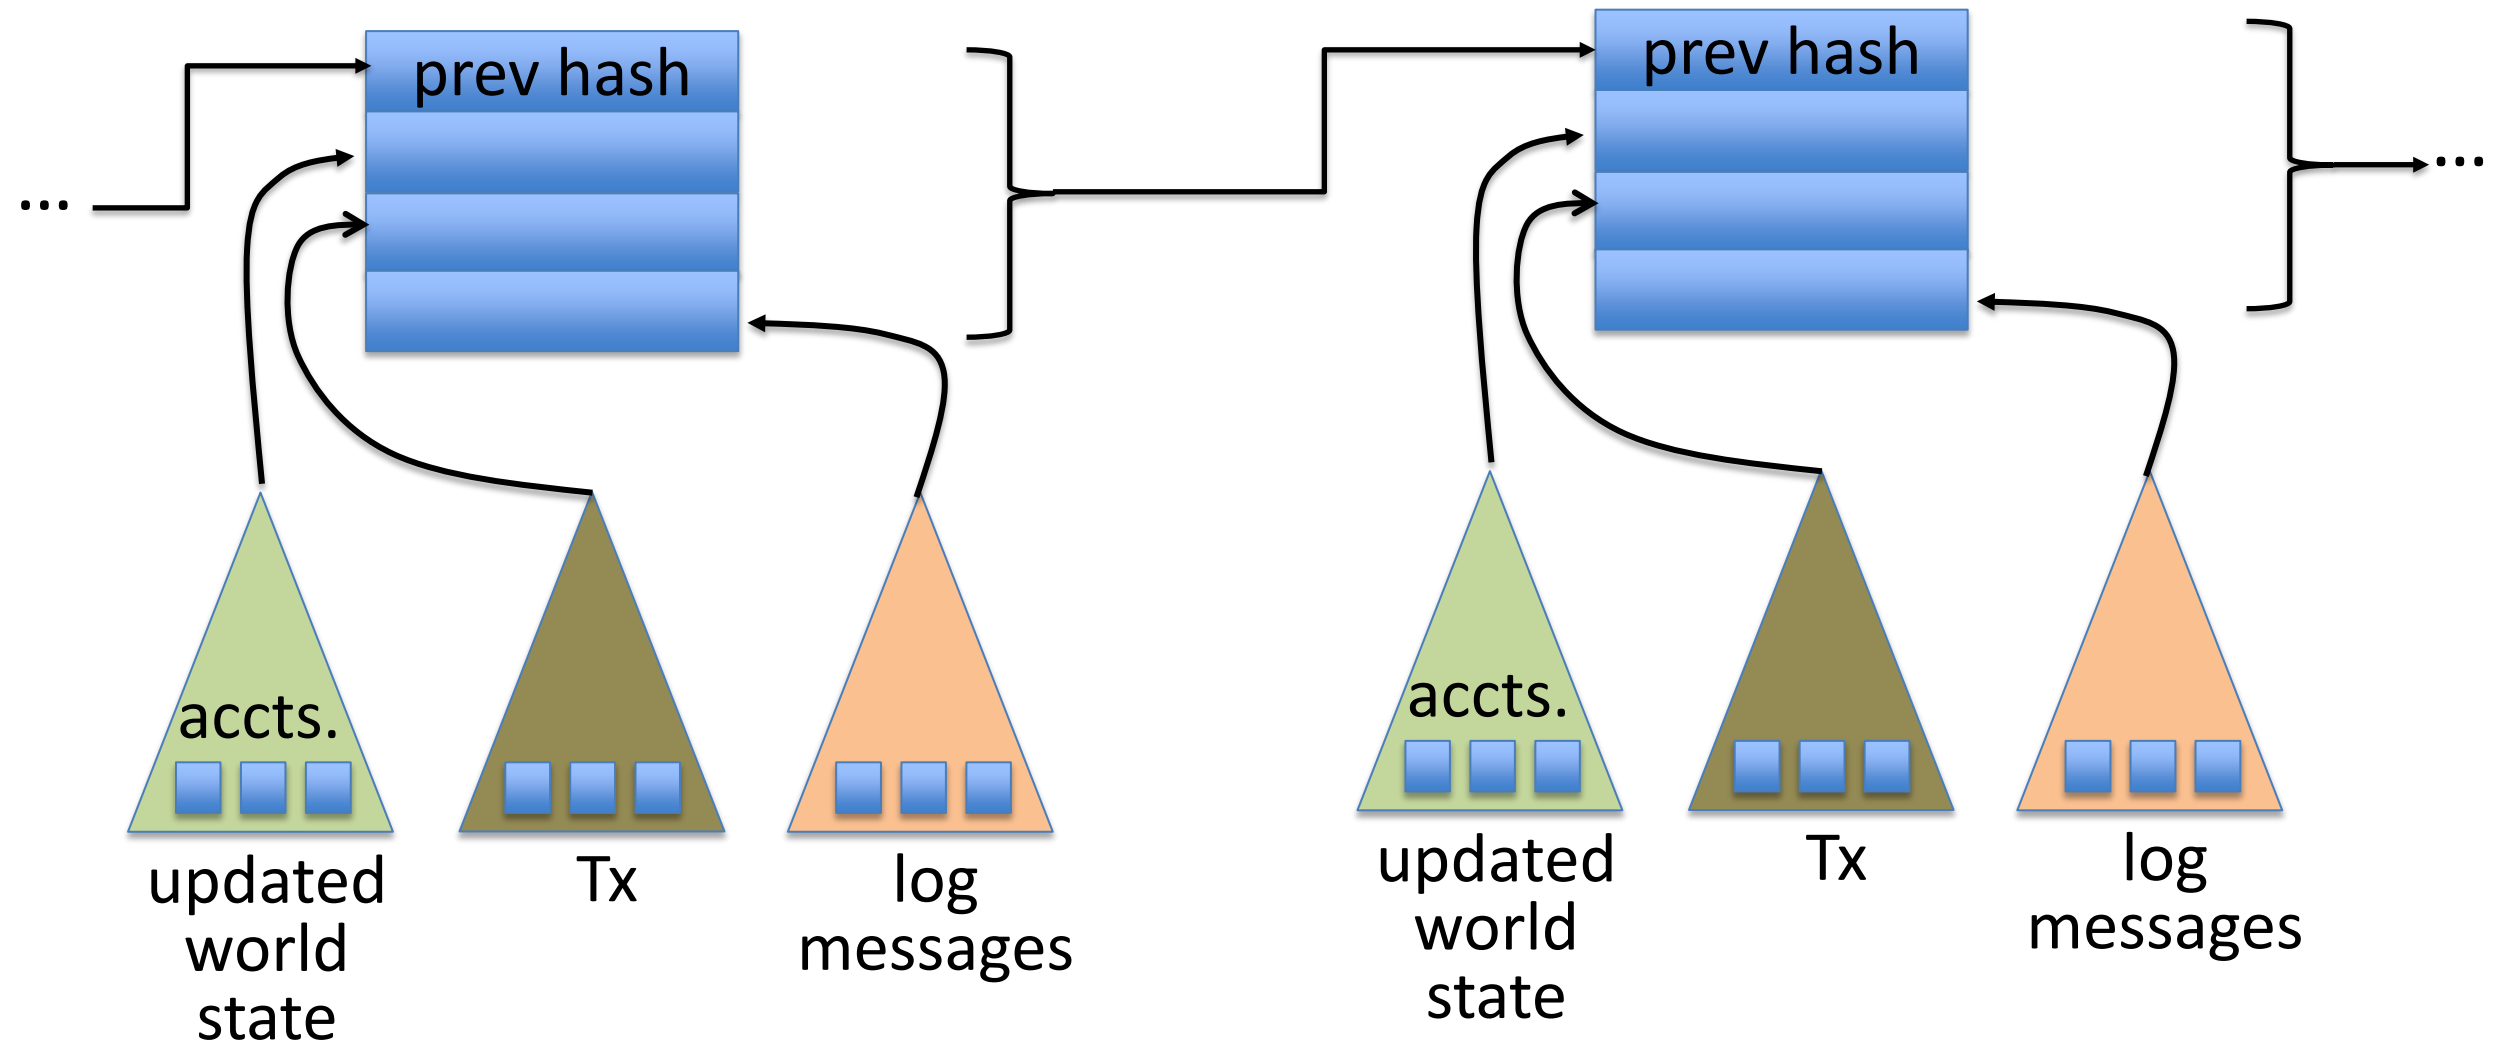 prev hash
prev hash
...
...
accts.
accts.
updated
world
state
Tx
log
messages
updated
world
state
Tx
log
messages